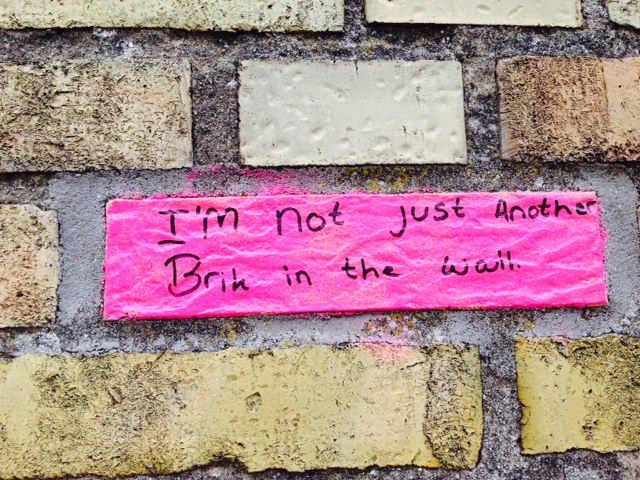 I'm not just Another
Brik in the wall.